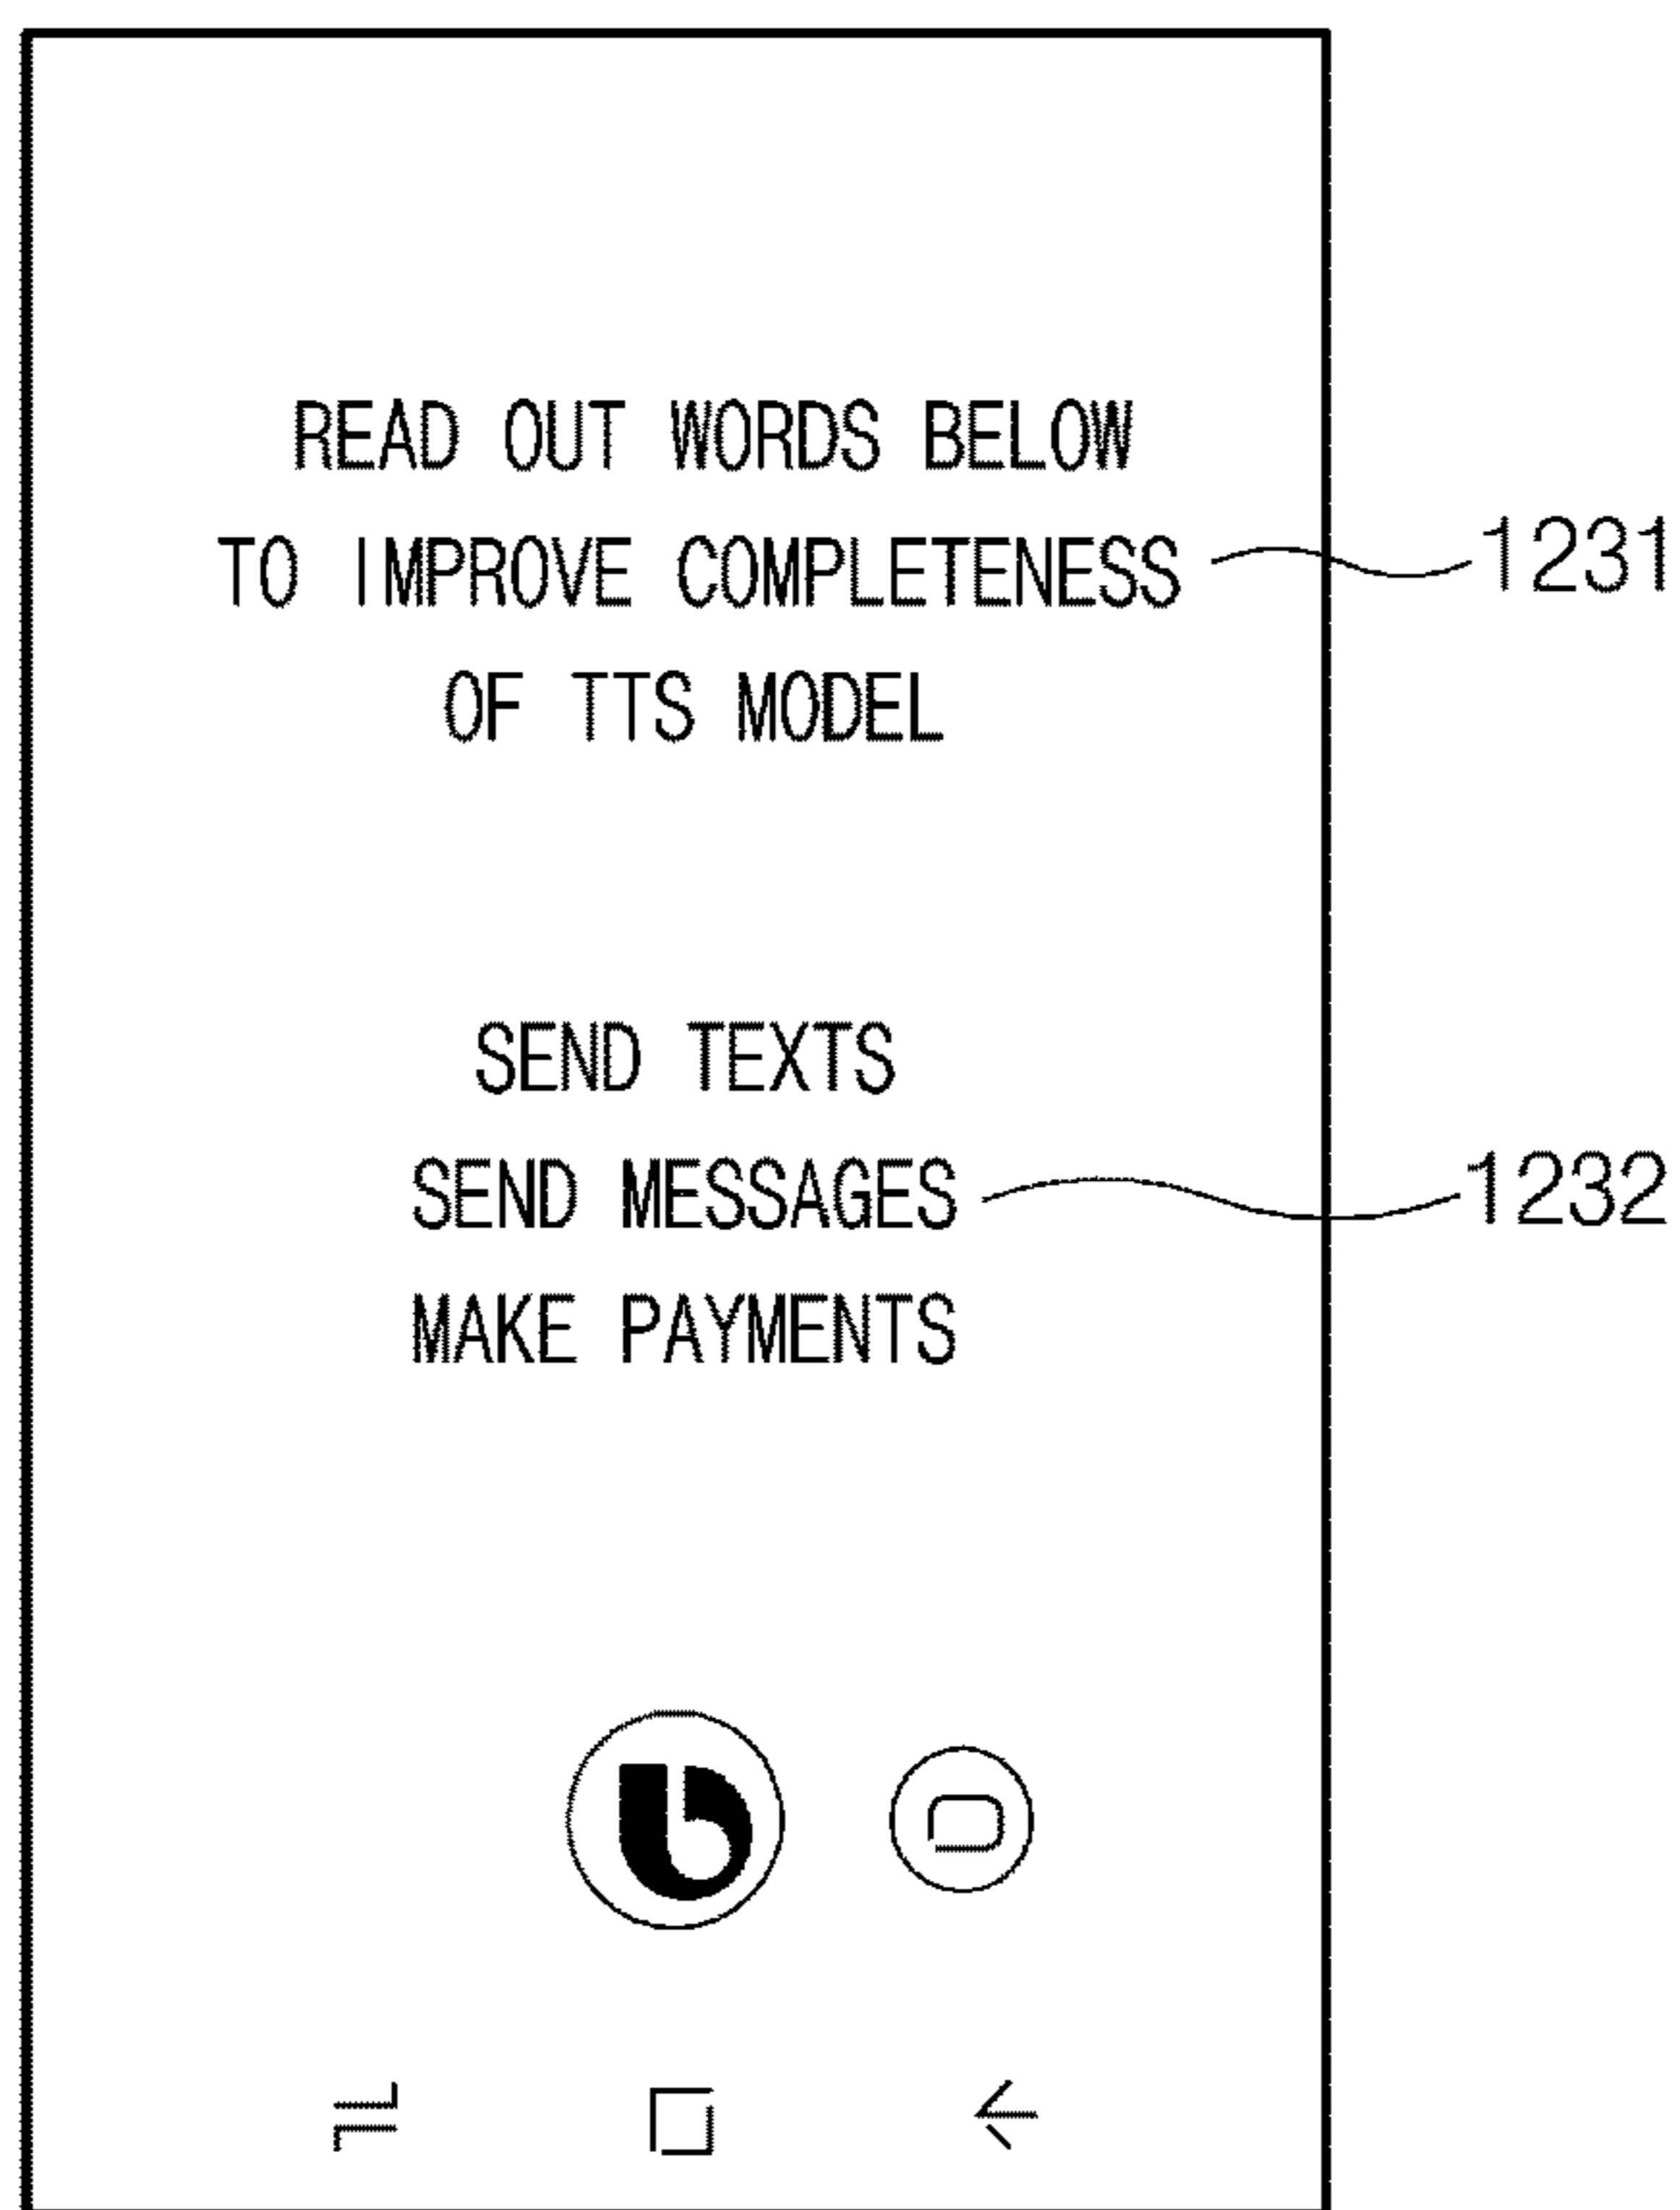 READ OUT WORDS BELOW
TO IMPROVE COMPLETENESS
1231
OF TTS MODEL
SEND TEXTS
SEND MESSAGES
1232
MAKE PAYMENTS